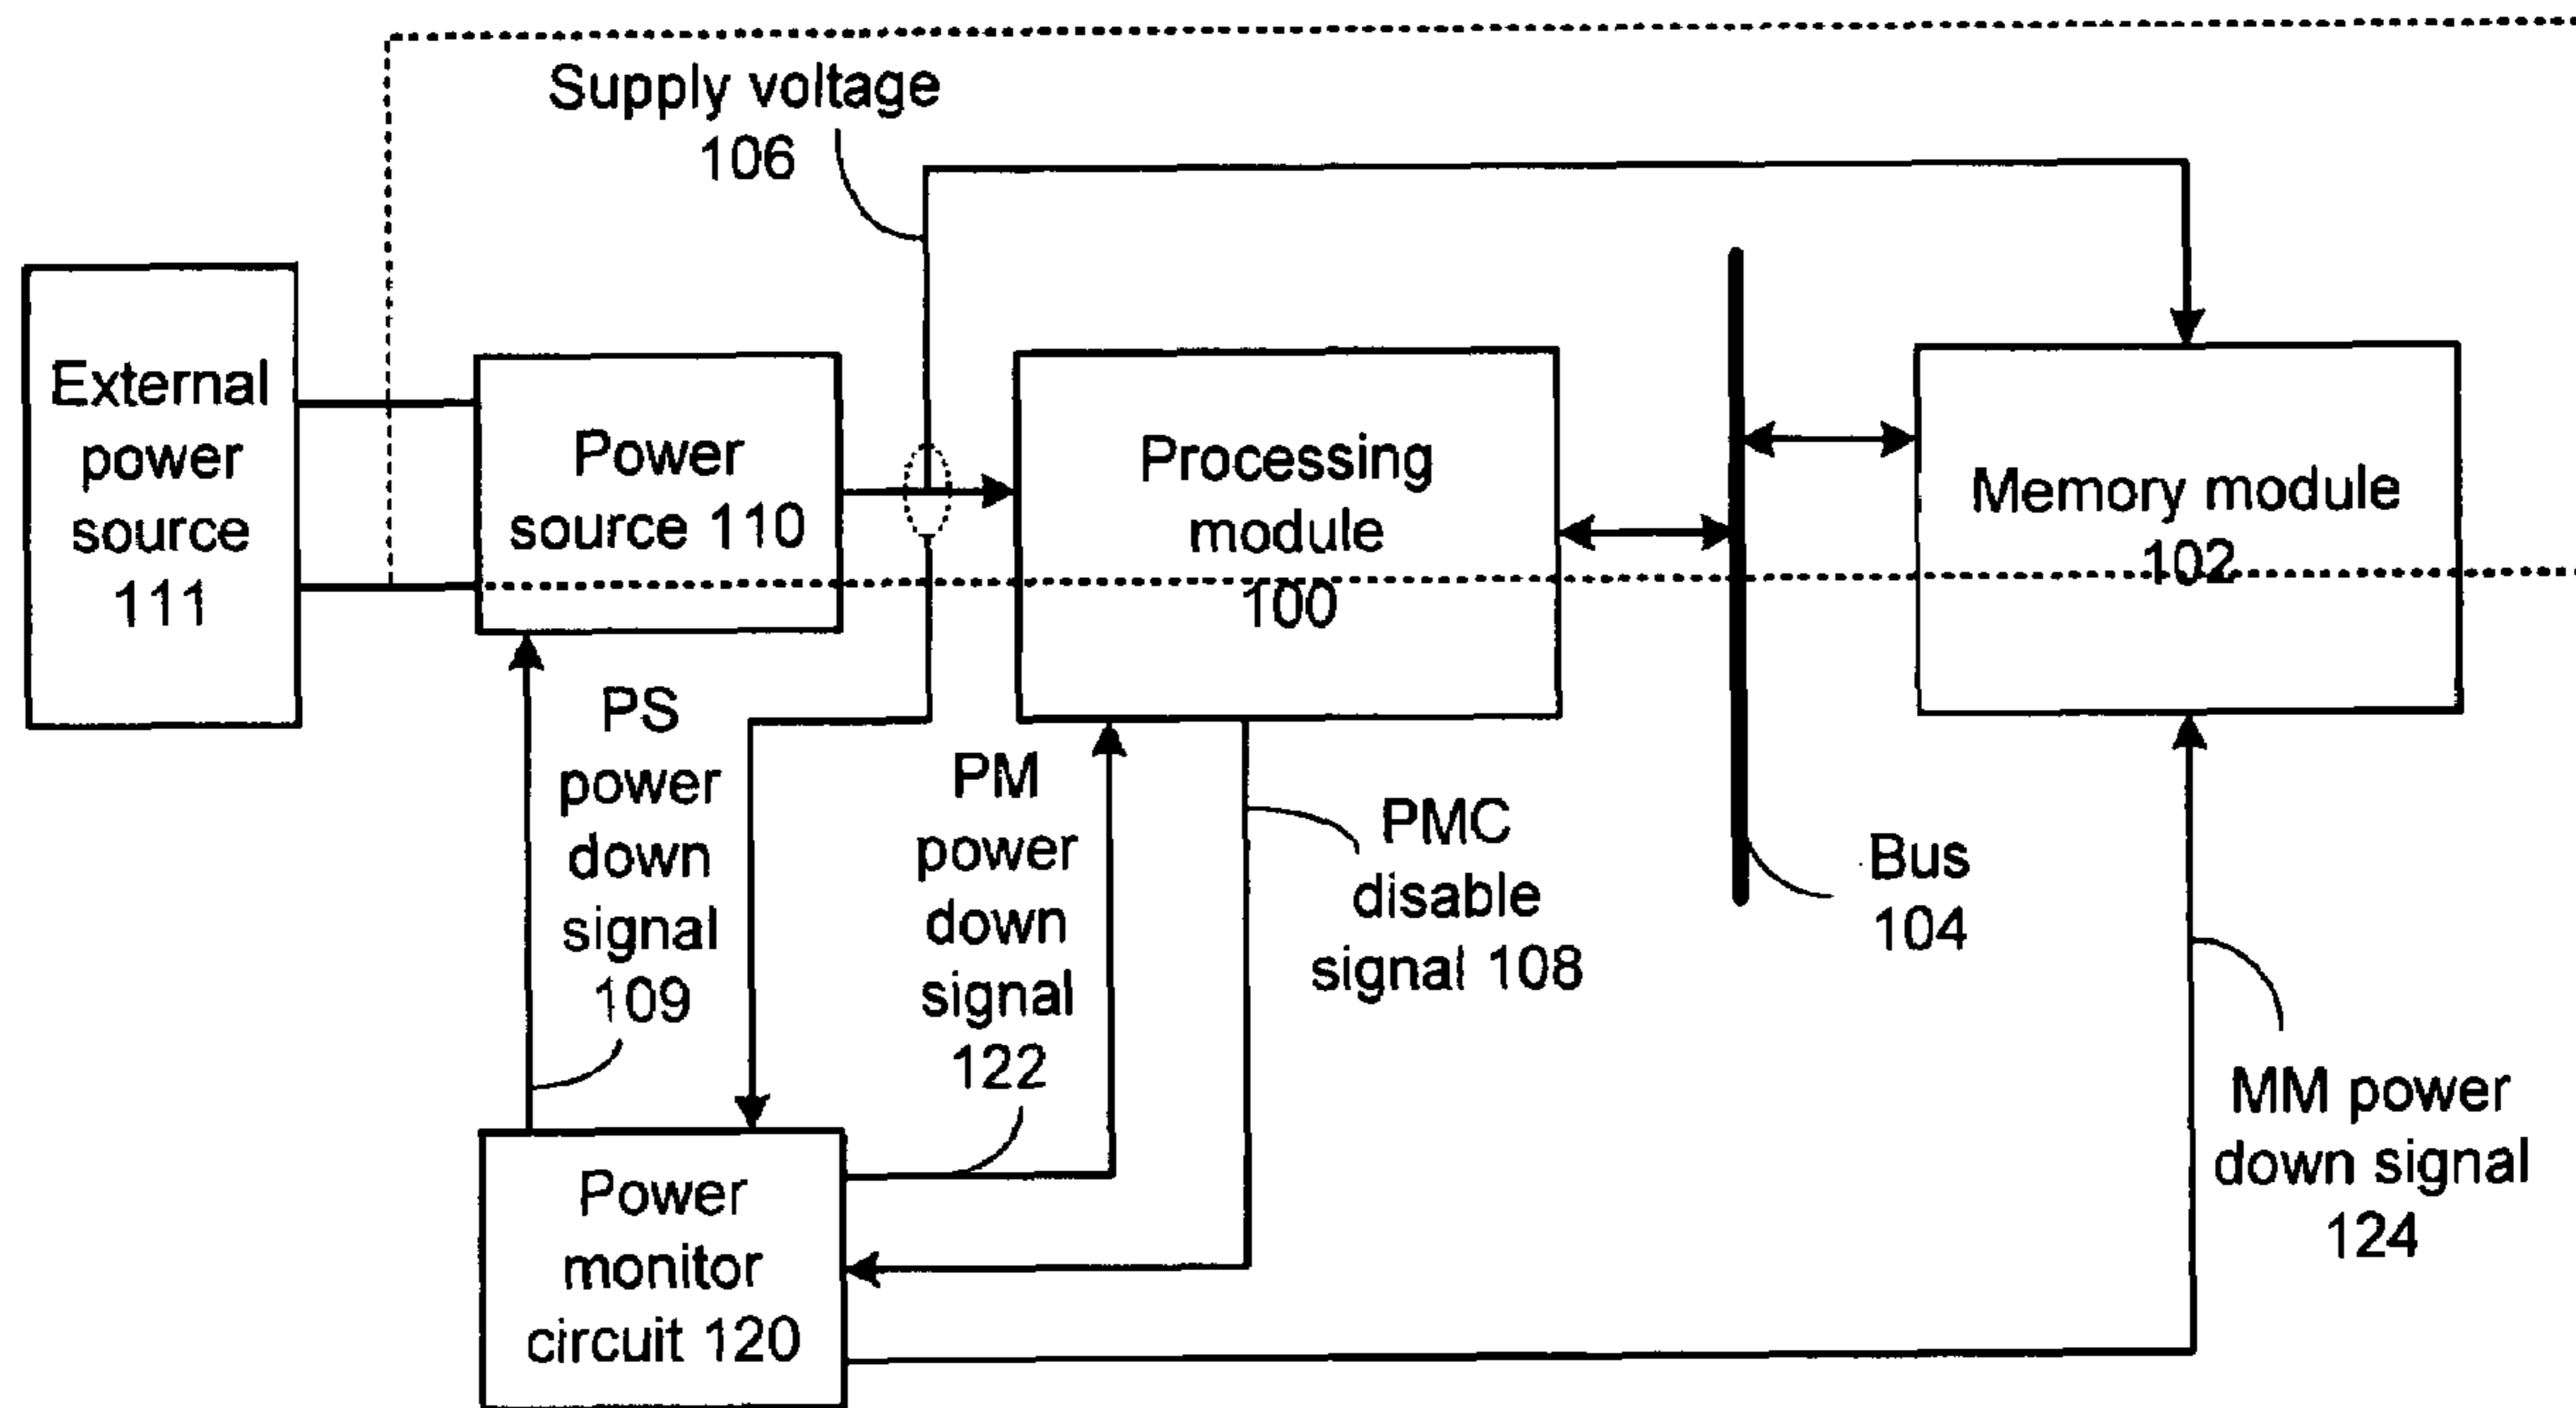 Supply voltage
106
External
power
source
111
Power
source 110
Processing
module
100
Memory module
102
PS
power
down
signal
109
PM
power
down
signal
122
PMC
disable
signal 108
Bus
104
MM power
down signal
124
Power
monitor
circuit 120